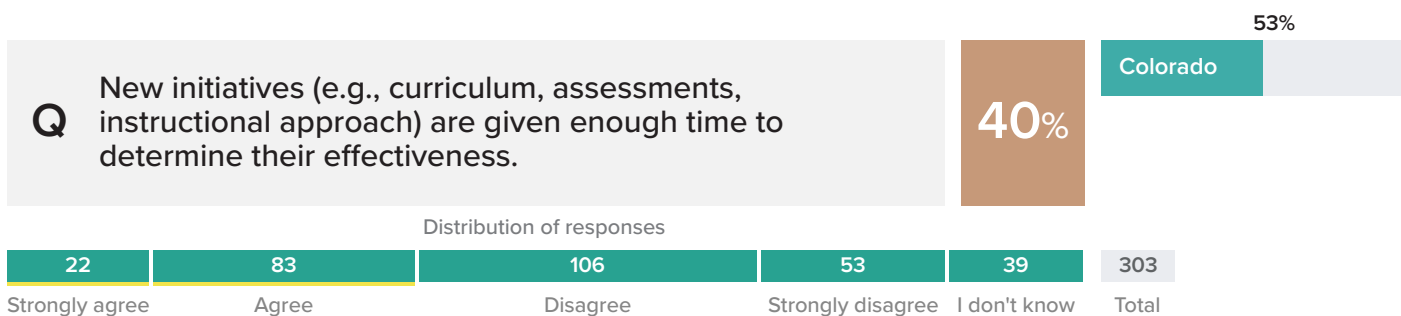 53%
Q
New initiatives (e.g., curriculum, assessments,
instructional approach) are given enough time to
determine their effectiveness.
40%
Colorado
Distribution of responses
22 83 106 53 39 303
Strongly agree Agree Disagree Strongly disagree I don't know Total